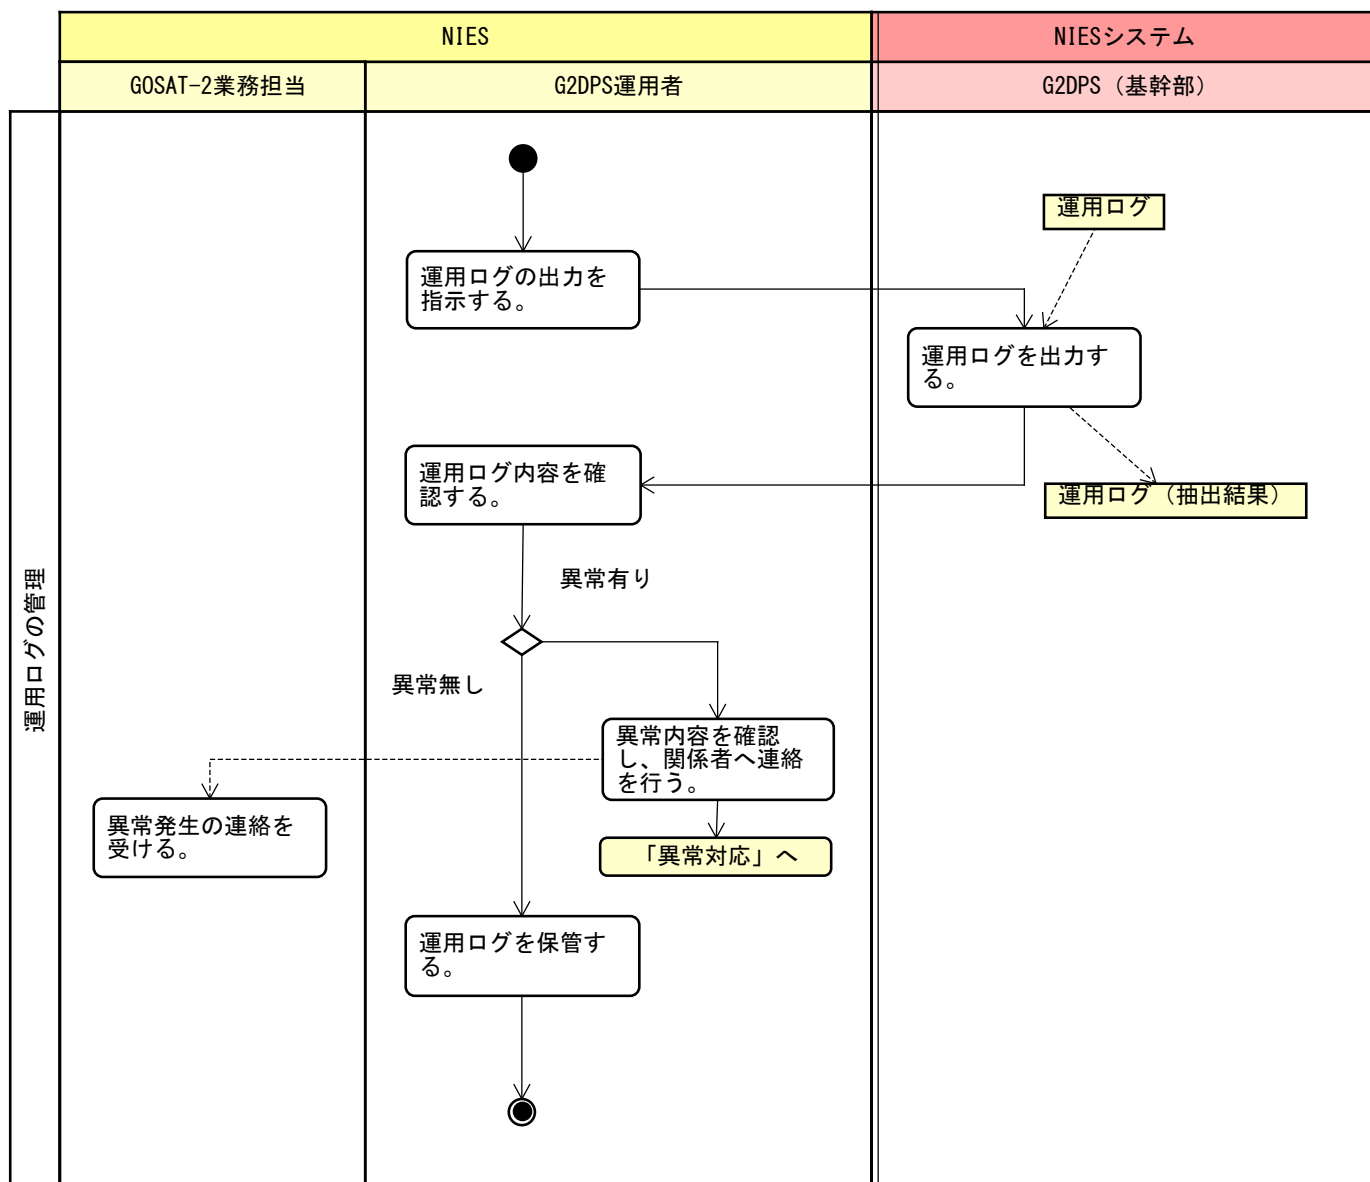 NIES
NIESシステム
GOSAT-2業務担当
G2DPS運用者
G2DPS（基幹部）
運用ログの管理
運用ログ
運用ログの出力を
指示する。
運用ログを出力す
る。
運用ログ内容を確
認する。
運用ログ（抽出結果）
異常有り
異常無し
異常内容を確認
し、関係者へ連絡
を行う。
異常発生の連絡を
受ける。
「異常対応」へ
運用ログを保管す
る。